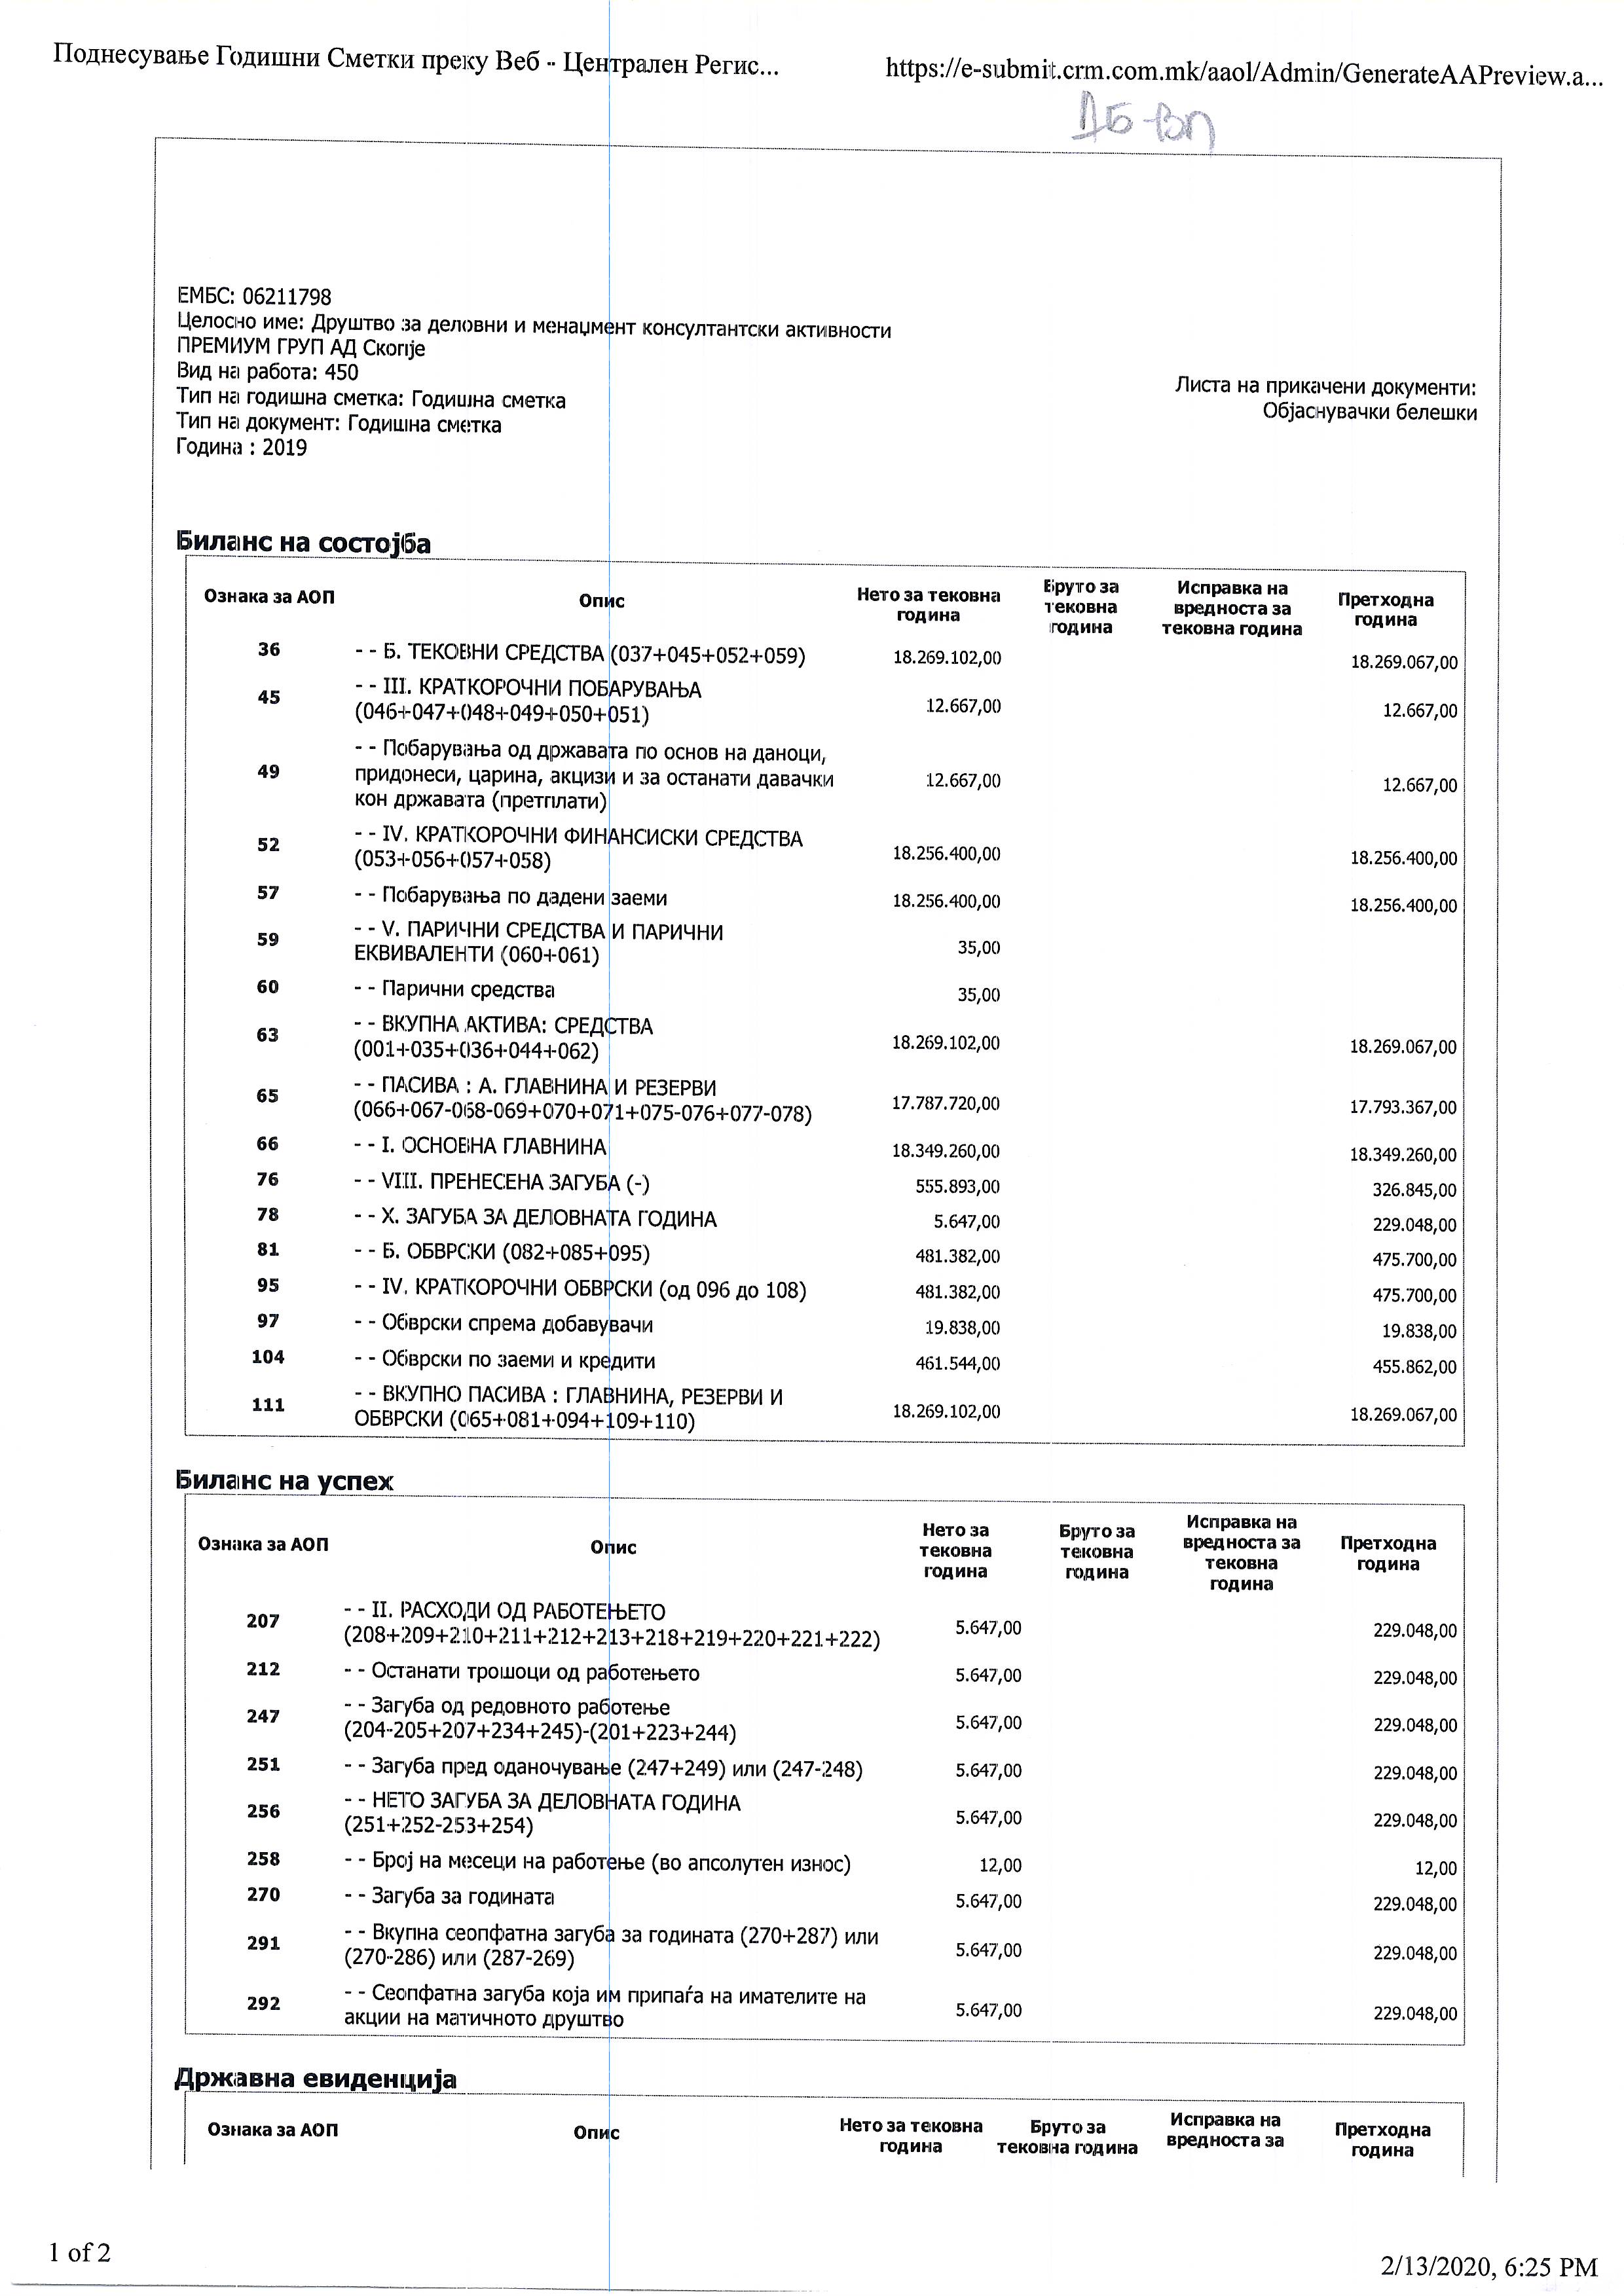 Поднесување Годишни Сметки преку Веб - Централен Регис...
https://e-submit.crm.com.mk/aaol/Admin/GenerateAAPreview.a...
ЕМБС: 06211798
Целосно име: Друштво за деловни и менаџмент консултантски активности
ПРЕМИУМ ГРУП АД Скопје
Вид на работа: 450
Тип на годишна сметка: Годишна сметка
Тип на документ: Годишна сметка
Година : 2019
Листа на прикачени документи:
Објаснувачки белешки
Биланс на состојба
Ознака за АОП Опис Нето за тековна година Бруто за тековна година Исправка на вредноста за тековна година Претходна година
36 - - Б. ТЕКОВНИ СРЕДСТВА (037+045+052+059) 18.269.102,00 18.269.067,00
45 - - III. КРАТКОРОЧНИ ПОБАРУВАЊА
(046+047+048+049+050+051) 12.667,00 12.667,00
- - Побарувања од државата по основ на даноци,
49 придонеси, царина, акцизи и за останати давачки 12.667,00 12.667,00
кон државата (претплати)
52 - - IV. КРАТКОРОЧНИ ФИНАНСИСКИ СРЕДСТВА
(053+056+057+058) 18.256.400,00 18.256.400,00
57 - - Побарувања по дадени заеми 18.256.400,00 18.256.400,00
59 - - V. ПАРИЧНИ СРЕДСТВА И ПАРИЧНИ
ЕКВИВАЛЕНТИ (060+061) 35,00
60 - - Парични средства 35,00
63 - - ВКУПНА АКТИВА: СРЕДСТВА
(001+035+036+044+062) 18.269.102,00 18.269.067,00
65 - - ПАСИВА : А. ГЛАВНИНА И РЕЗЕРВИ
(066+067-068-069+070+071+075-076+077-078) 17.787.720,00 17.793.367,00
66 - - I. ОСНОВНА ГЛАВНИНА 18.349.260,00 18.349.260,00
76 - - VIII. ПРЕНЕСЕНА ЗАГУБА (-) 555.893,00 326.845,00
78 - - X. ЗАГУБА ЗА ДЕЛОВНАТА ГОДИНА 5.647,00 229.048,00
81 - - Б. ОБВРСКИ (082+085+095) 481.382,00 475.700,00
95 - - IV. КРАТКОРОЧНИ ОБВРСКИ (од 096 до 108) 481.382,00 475.700,00
97 - - Обврски спрема добавувачи 19.838,00 19.838,00
104 - - Обврски по заеми и кредити 461.544,00 455.862,00
111 - - ВКУПНО ПАСИВА : ГЛАВНИНА, РЕЗЕРВИ И
ОБВРСКИ (065+081+094+109+110) 18.269.102,00 18.269.067,00
Биланс на успех
Ознака за АОП Опис Нето за тековна година Бруто за тековна година Исправка на вредноста за тековна година Претходна година
207 - - II. РАСХОДИ ОД РАБОТЕЊЕТО
(208+209+210+211+212+213+218+219+220+221+222) 5.647,00 229.048,00
212 - - Останати трошоци од работењето 5.647,00 229.048,00
247 - - Загуба од редовното работење
(204-205+207+234+245)-(201+223+244) 5.647,00 229.048,00
251 - - Загуба пред оданочување (247+249) или (247-248) 5.647,00 229.048,00
256 - - НЕТО ЗАГУБА ЗА ДЕЛОВНАТА ГОДИНА
(251+252-253+254) 5.647,00 229.048,00
258 - - Број на месеци на работење (во апсолутен износ) 12,00 12,00
270 - - Загуба за годината 5.647,00 229.048,00
291 - - Вкупна сеопфатна загуба за годината (270+287) или
(270-286) или (287-269) 5.647,00 229.048,00
292 - - Сеопфатна загуба која им припаѓа на имателите на
акции на матичното друштво 5.647,00 229.048,00
Државна евиденција
Ознака за АОП Опис Нето за тековна година Бруто за тековна година Исправка на вредноста за Претходна година
1 of 2
2/13/2020, 6:25 PM